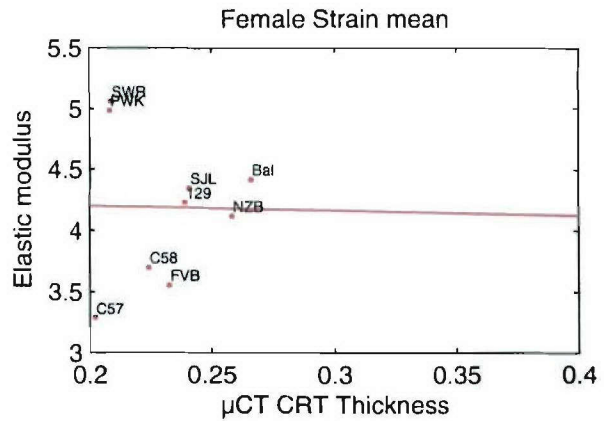 Female Strain mean
5.5
5
4.5
4
3.5
3
Elastic modulus
SWR
PWK
SJL
129
Bal
NZB
C58
FVB
C57
0.2 0.25 0.3 0.35 0.4
µCT CRT Thickness